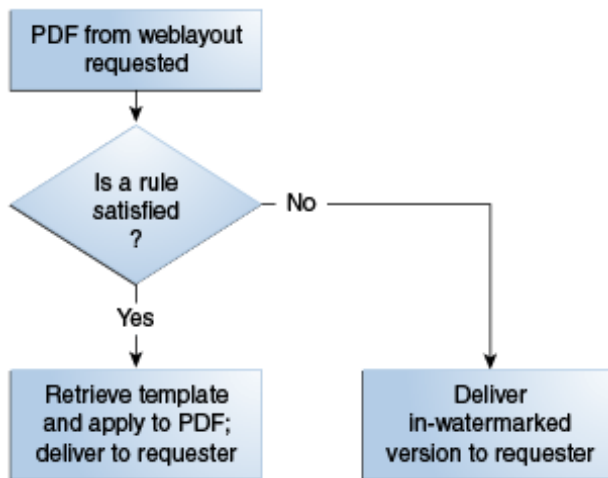 PDF from weblayout
requested
Is a rule
satisfied
?
No
Yes
Retrieve template
and apply to PDF;
deliver to requester
Deliver
in-watermarked
version to requester